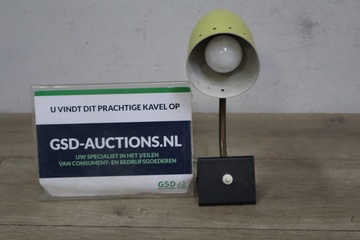 U VINDT DIT PRACHTIGE KAVEL OP
GSD-AUCTIONS.NL
UW SPECIALIST IN HET VEILEN
VAN CONSUMENT- EN BEDRIJFSGOEDEREN
GSD